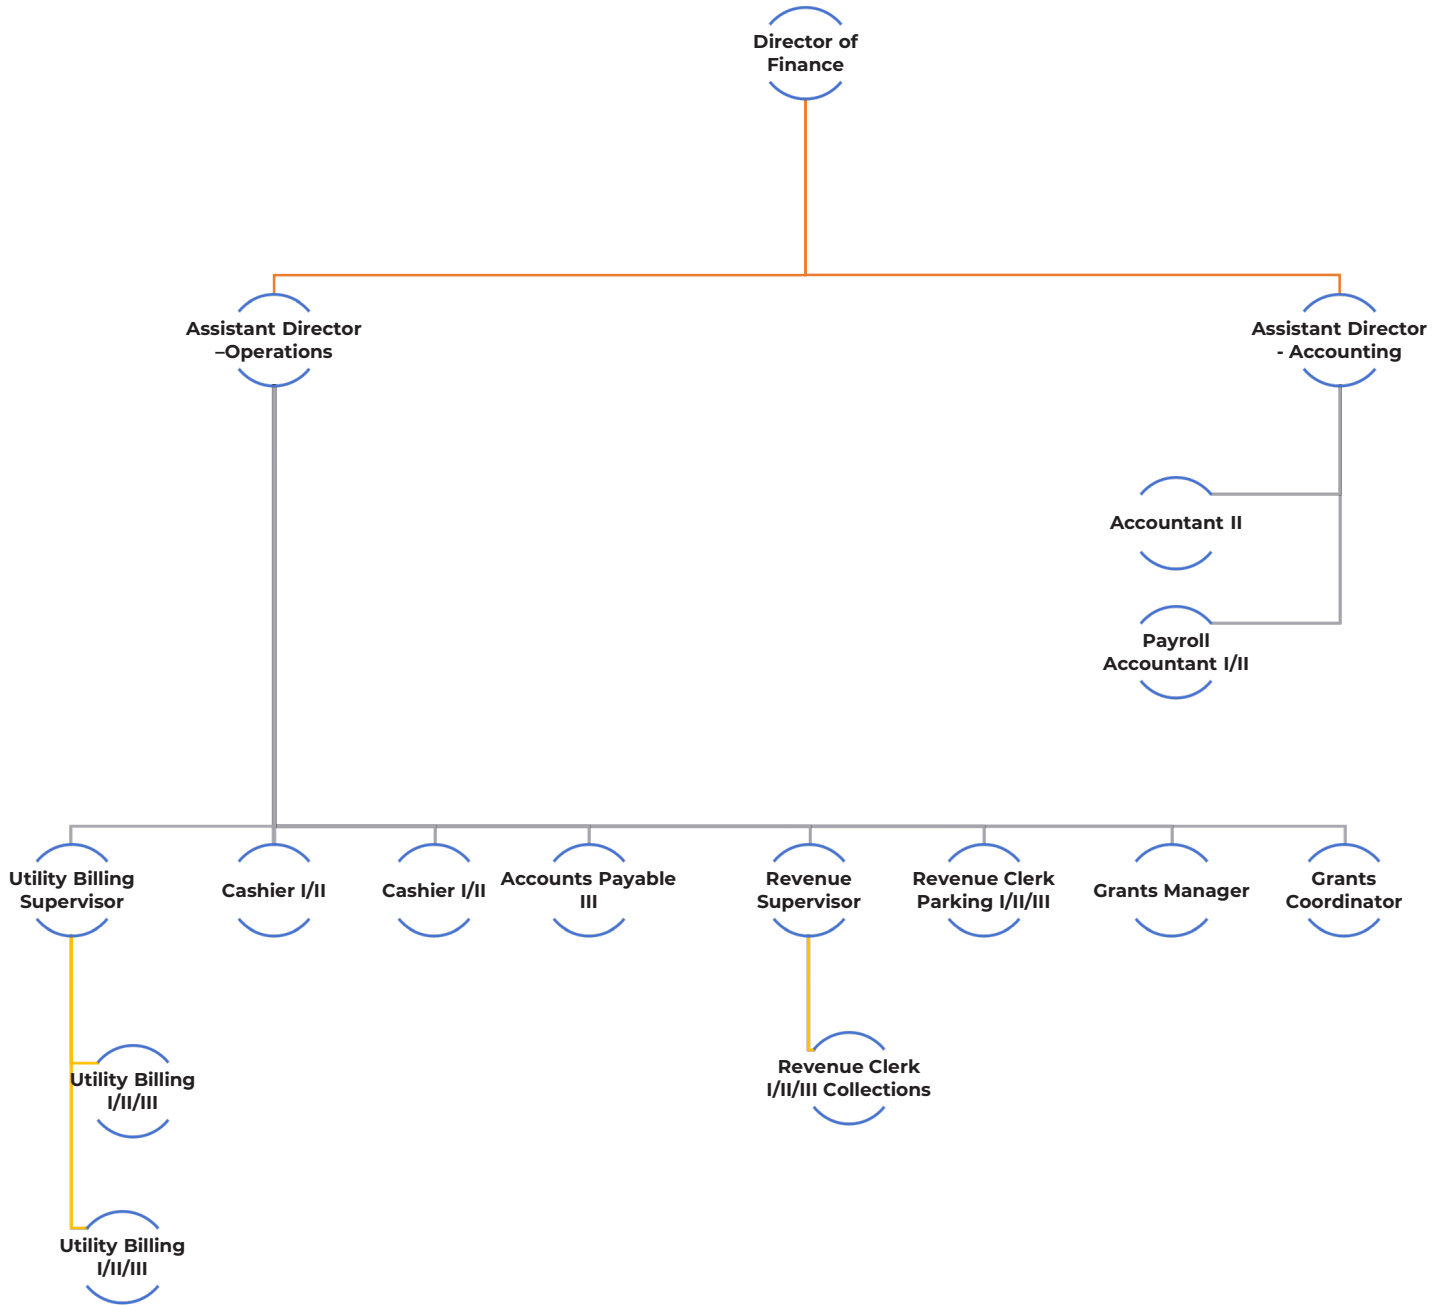 Director of
Finance
Assistant Director
–Operations
Assistant Director
- Accounting
Accountant II
Payroll
Accountant I/II
Utility Billing
Supervisor
Cashier I/II
Cashier I/II
Accounts Payable
III
Revenue
Supervisor
Revenue Clerk
Parking I/II/III
Grants Manager
Grants
Coordinator
Utility Billing
I/II/III
Revenue Clerk
I/II/III Collections
Utility Billing
I/II/III